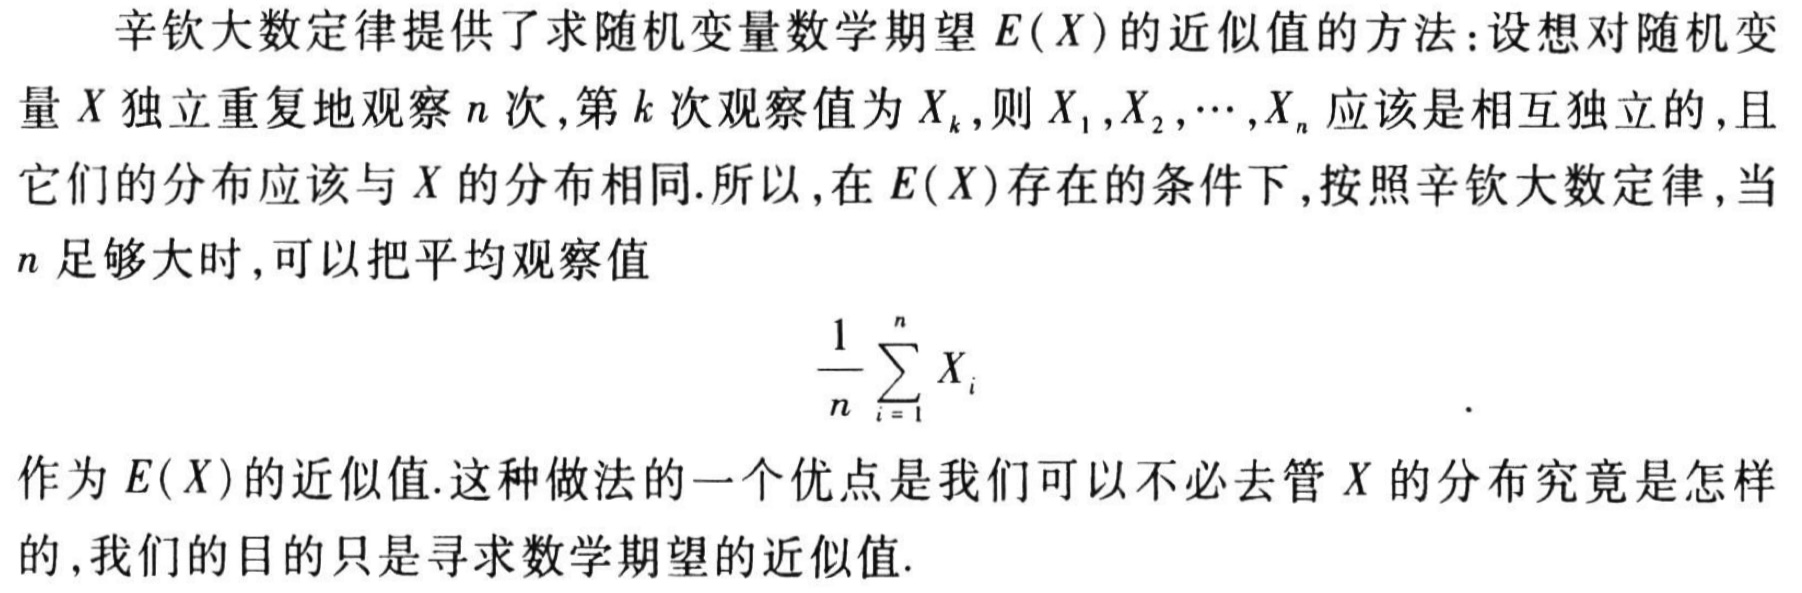 辛钦大数定律提供了求随机变量数学期望 E(X)的近似值的方法:设想对随机变
量 X 独立重复地观察 n 次,第 k 次观察值为 Xₖ,则 X₁,X₂,⋯,Xₙ 应该是相互独立的,且
它们的分布应该与 X 的分布相同.所以,在 E(X)存在的条件下,按照辛钦大数定律,当
n 足够大时,可以把平均观察值
$\frac{1}{n}\sum_{i=1}^{n} X_i$
作为 E(X)的近似值.这种做法的一个优点是我们可以不必去管 X 的分布究竟是怎样
的,我们的目的只是寻求数学期望的近似值.